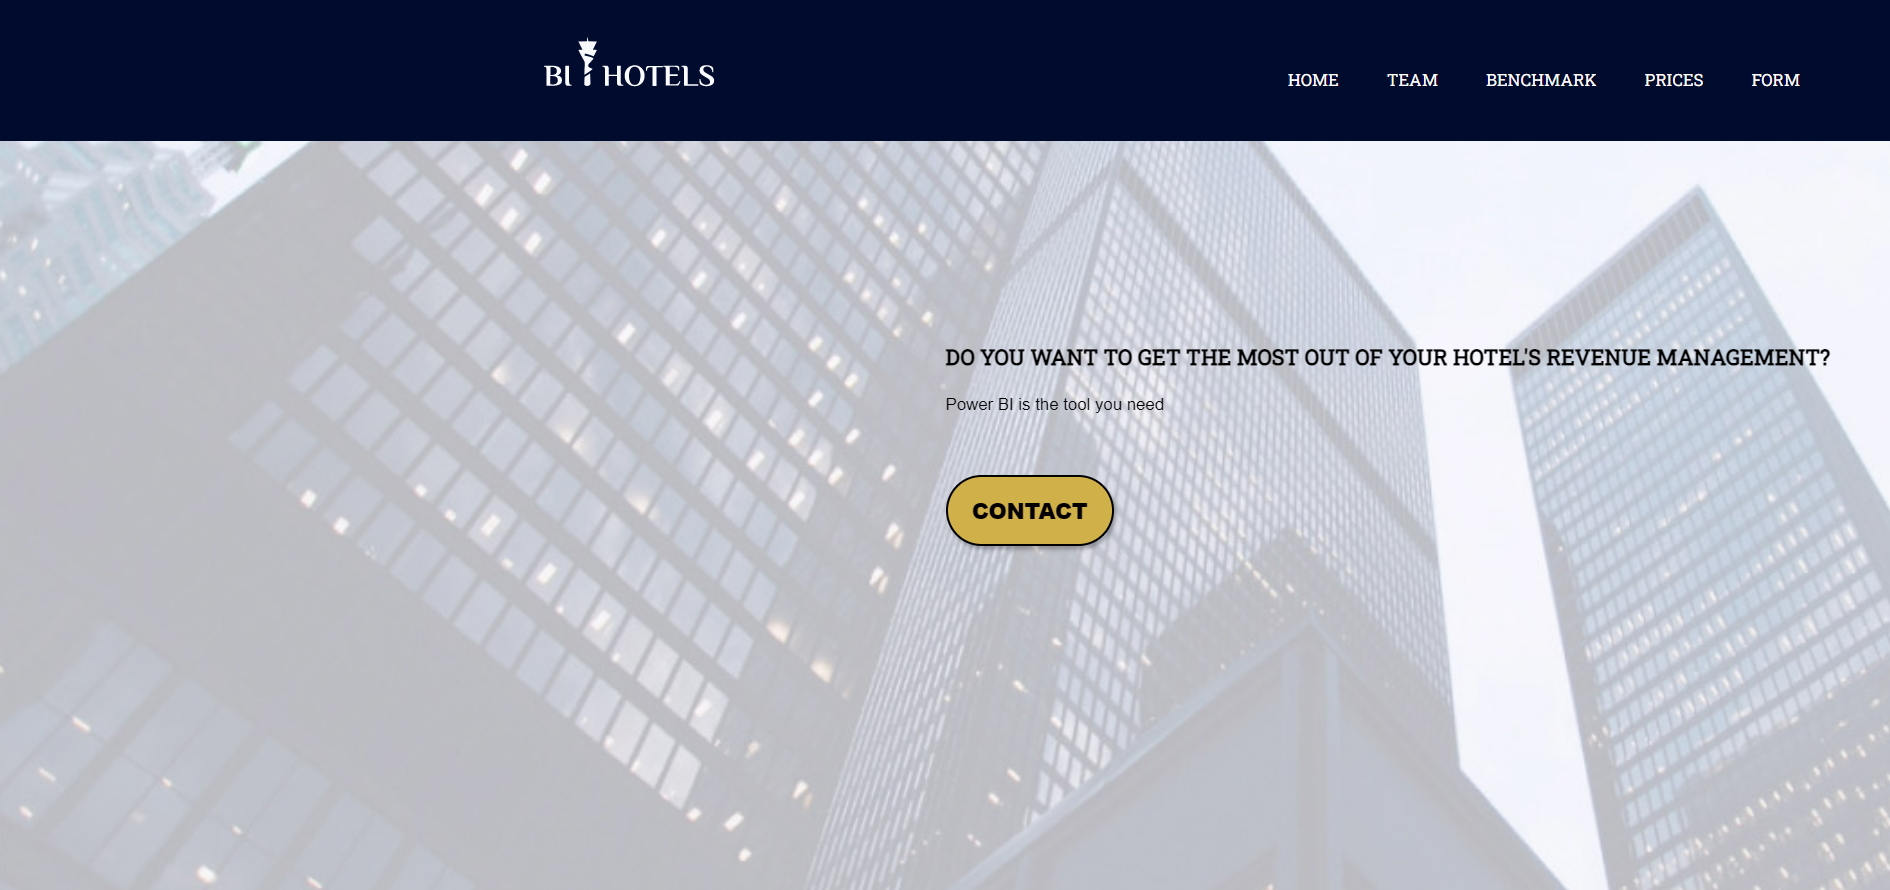 BI HOTELS
HOME TEAM BENCHMARK PRICES FORM
DO YOU WANT TO GET THE MOST OUT OF YOUR HOTEL'S REVENUE MANAGEMENT?
Power BI is the tool you need
CONTACT